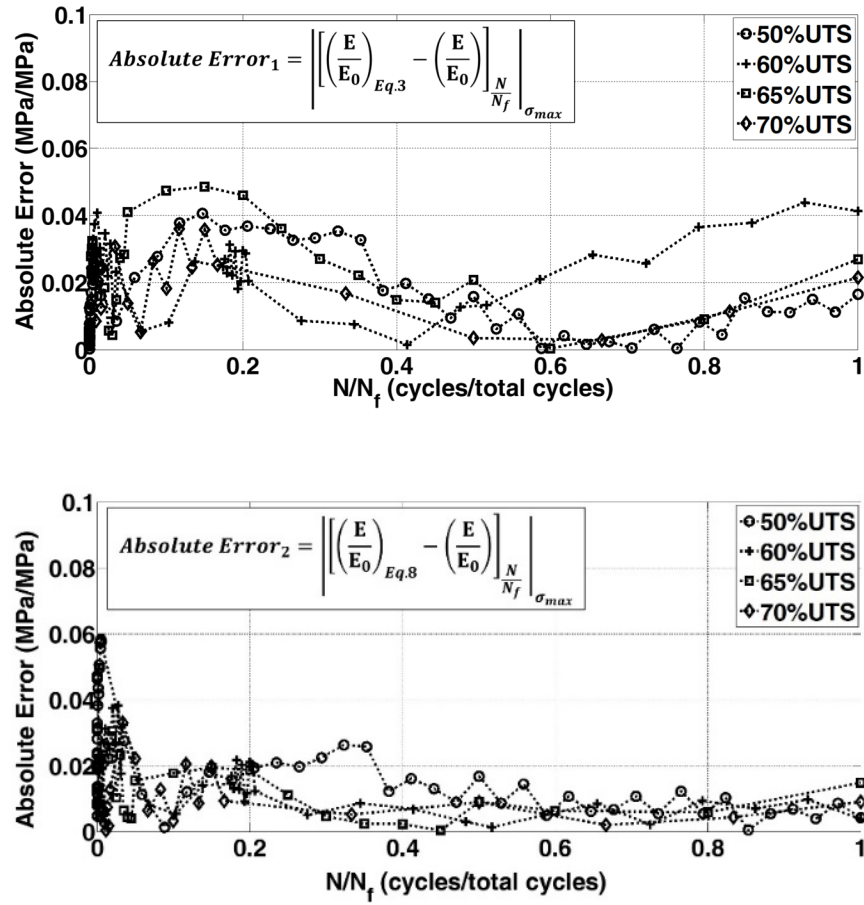 0.1
0.08
0.06
0.04
0.02
0
Absolute Error (MPa/MPa)
Absolute Error₁ = |[(E/E₀)Eq.3 − (E/E₀)]N/Nf|σmax
50%UTS
60%UTS
65%UTS
70%UTS
0 0.2 0.4 0.6 0.8 1
N/Nf (cycles/total cycles)
0.1
0.08
0.06
0.04
0.02
0
Absolute Error (MPa/MPa)
Absolute Error₂ = |[(E/E₀)Eq.8 − (E/E₀)]N/Nf|σmax
50%UTS
60%UTS
65%UTS
70%UTS
0 0.2 0.4 0.6 0.8 1
N/Nf (cycles/total cycles)